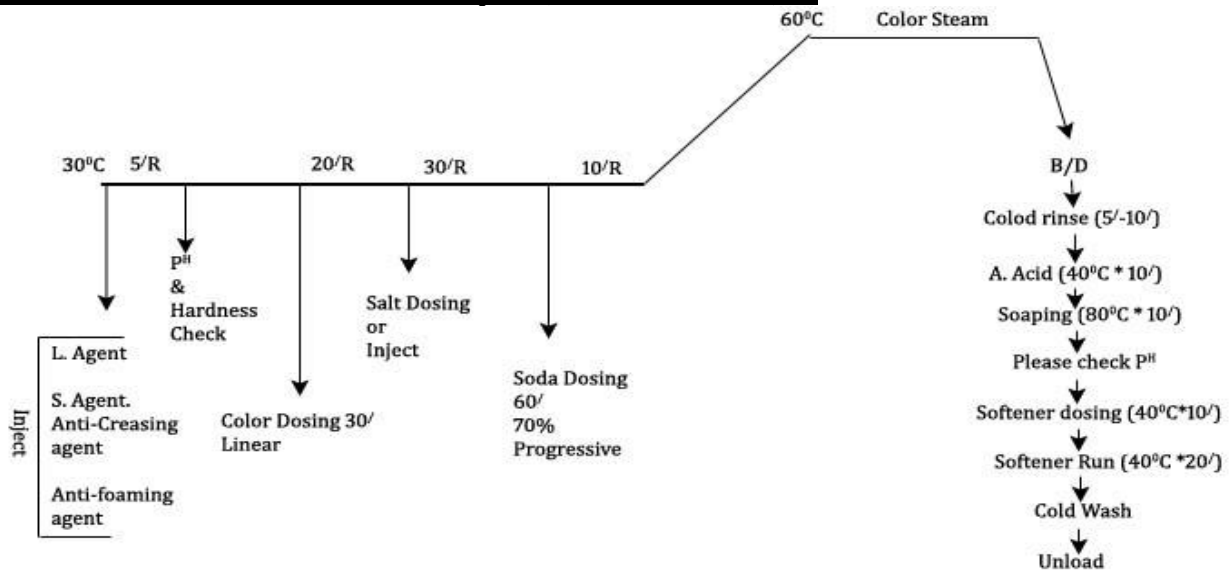 60⁰C Color Steam
30⁰C 5/R 20/R 30/R 10/R
Inject
L. Agent
S. Agent.
Anti-Creasing
agent
Anti-foaming
agent
Pᴴ
&
Hardness
Check
Color Dosing 30/
Linear
Salt Dosing
or
Inject
Soda Dosing
60/
70%
Progressive
B/D
Colod rinse (5/-10/)
A. Acid (40⁰C * 10/)
Soaping (80⁰C * 10/)
Please check Pᴴ
Softener dosing (40⁰C*10/)
Softener Run (40⁰C *20/)
Cold Wash
Unload